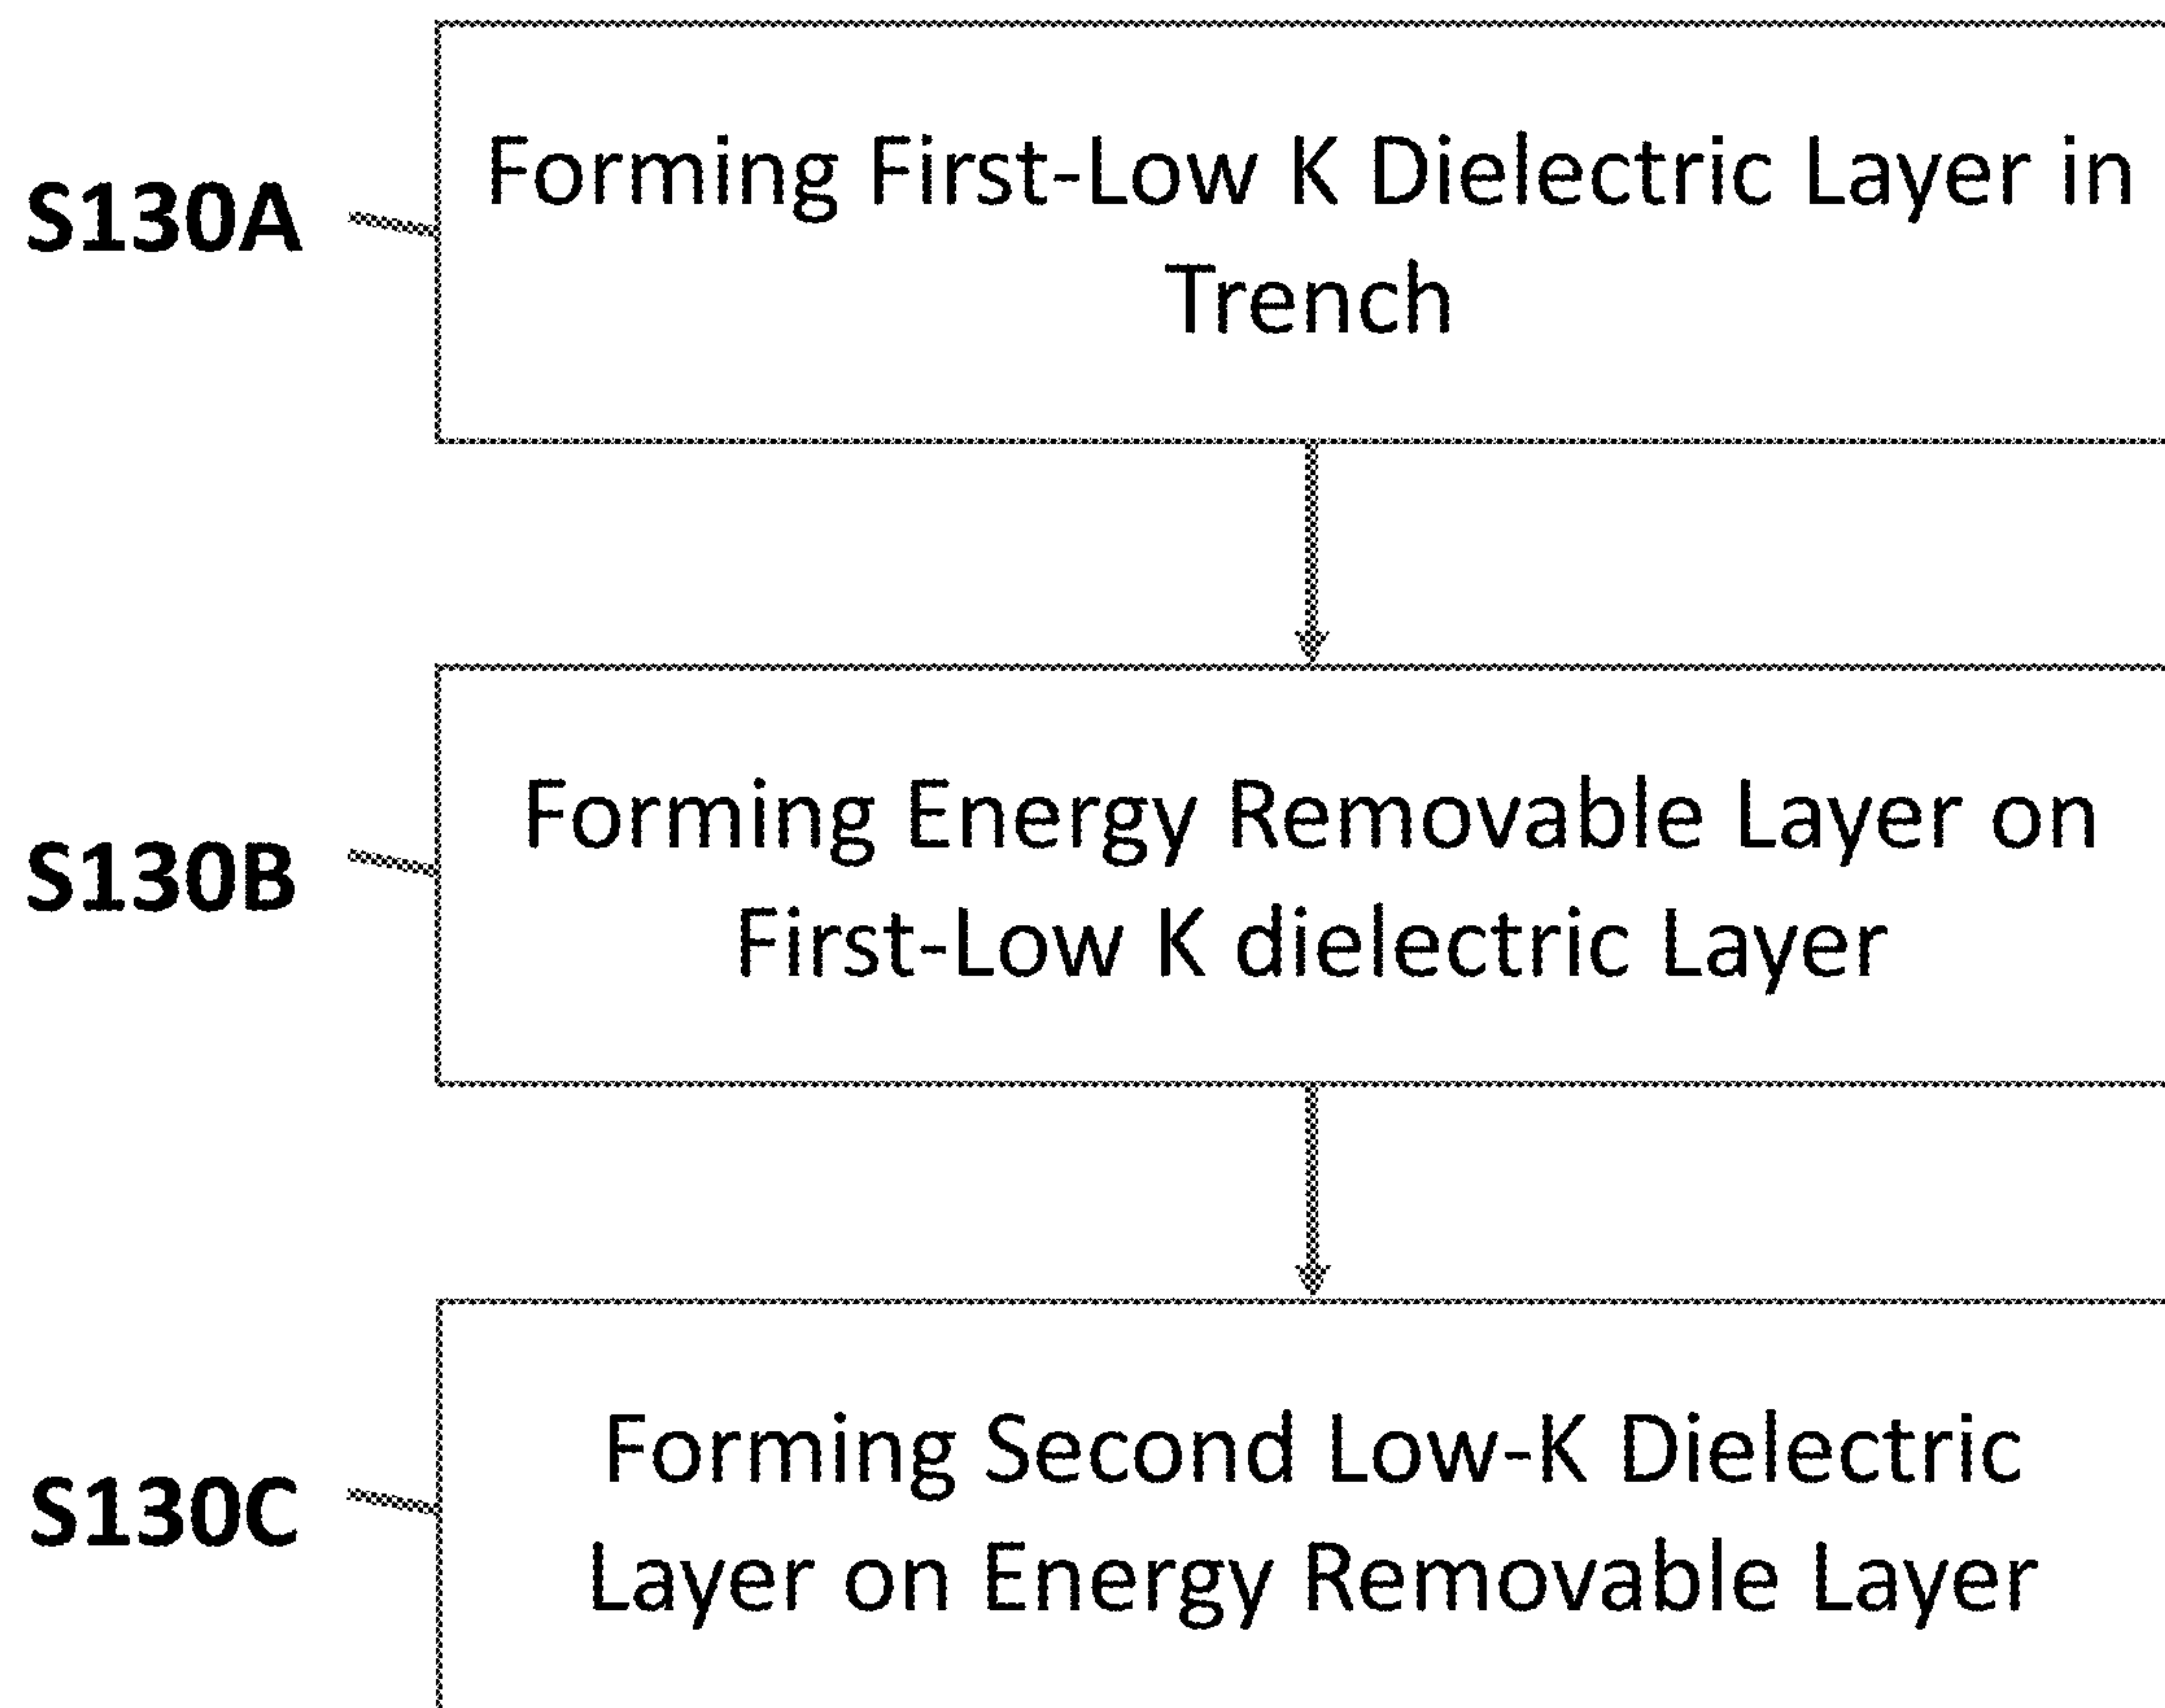 S130A
Forming First-Low K Dielectric Layer in
Trench
S130B
Forming Energy Removable Layer on
First-Low K dielectric Layer
S130C
Forming Second Low-K Dielectric
Layer on Energy Removable Layer